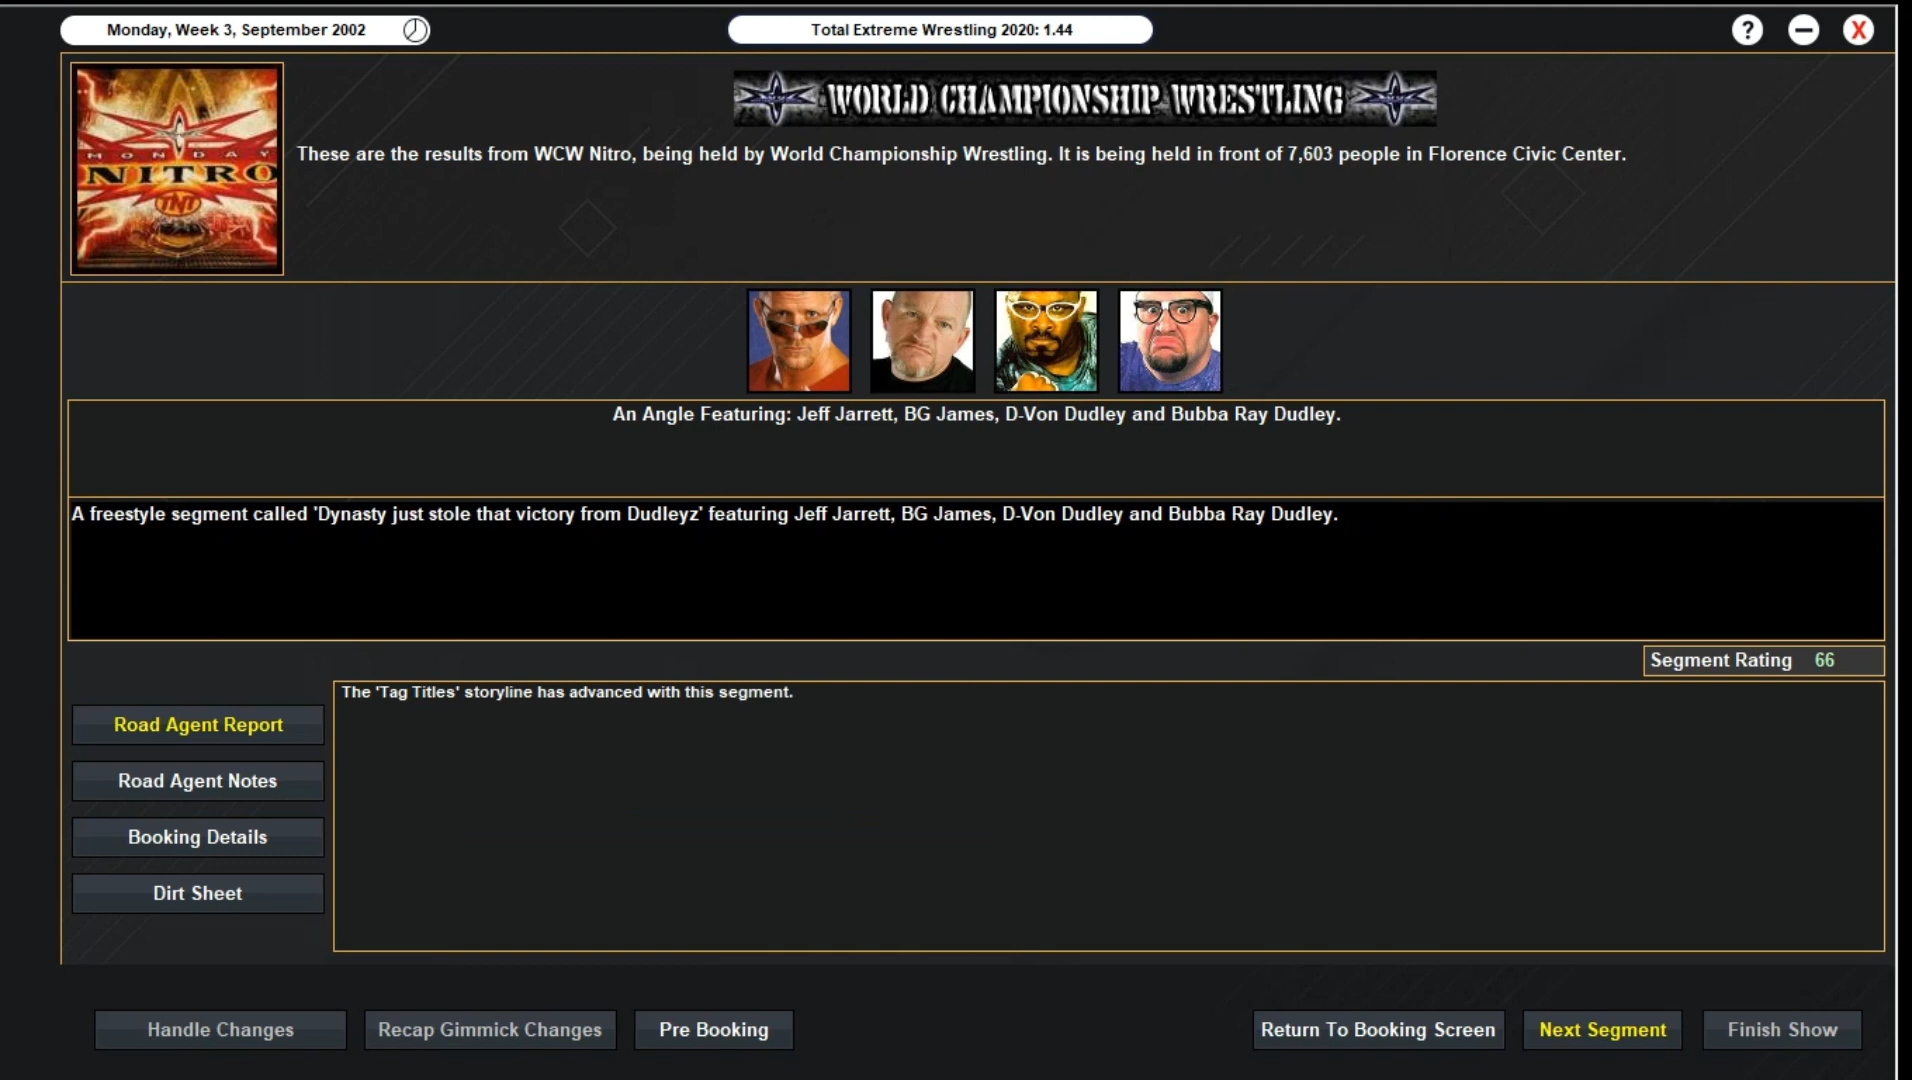 Monday, Week 3, September 2002
Total Extreme Wrestling 2020: 1.44
?
X
WORLD CHAMPIONSHIP WRESTLING
MONDAY
NITRO
TNT
These are the results from WCW Nitro, being held by World Championship Wrestling. It is being held in front of 7,603 people in Florence Civic Center.
An Angle Featuring: Jeff Jarrett, BG James, D-Von Dudley and Bubba Ray Dudley.
A freestyle segment called 'Dynasty just stole that victory from Dudleyz' featuring Jeff Jarrett, BG James, D-Von Dudley and Bubba Ray Dudley.
Segment Rating 66
The 'Tag Titles' storyline has advanced with this segment.
Road Agent Report
Road Agent Notes
Booking Details
Dirt Sheet
Handle Changes
Recap Gimmick Changes
Pre Booking
Return To Booking Screen
Next Segment
Finish Show